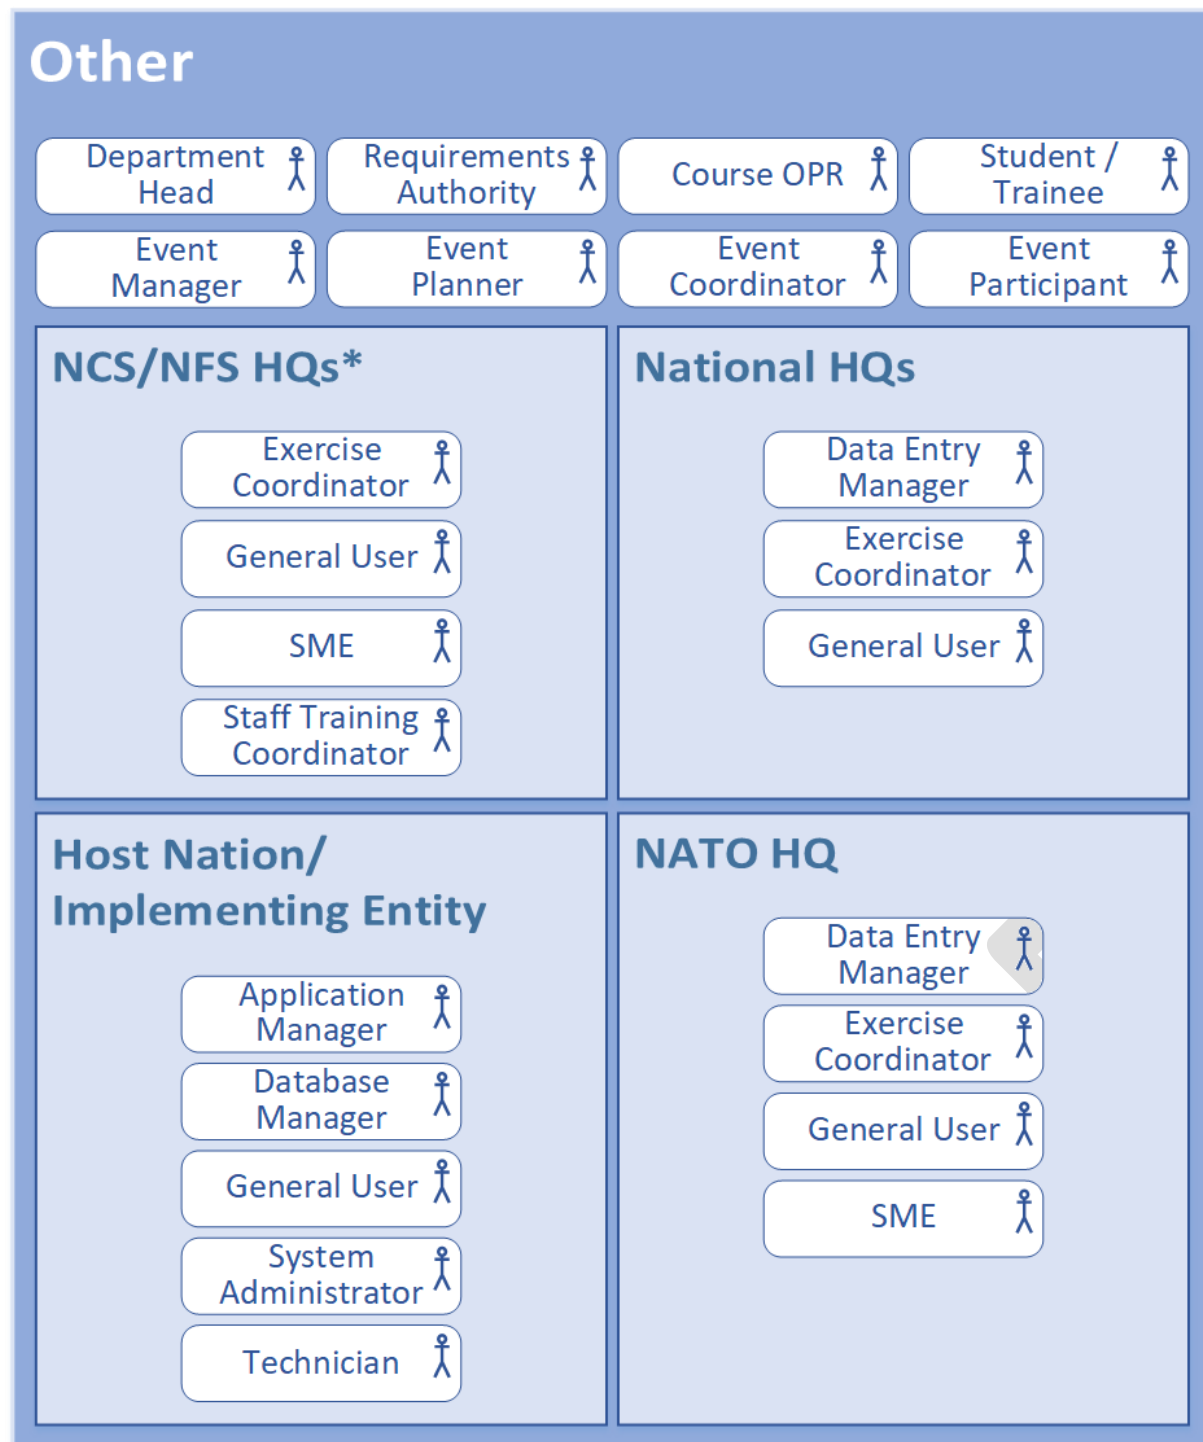 Other
Department
Head
Requirements
Authority
Course OPR
Student /
Trainee
Event
Manager
Event
Planner
Event
Coordinator
Event
Participant
NCS/NFS HQs*
Exercise
Coordinator
General User
SME
Staff Training
Coordinator
National HQs
Data Entry
Manager
Exercise
Coordinator
General User
Host Nation/
Implementing Entity
Application
Manager
Database
Manager
General User
System
Administrator
Technician
NATO HQ
Data Entry
Manager
Exercise
Coordinator
General User
SME